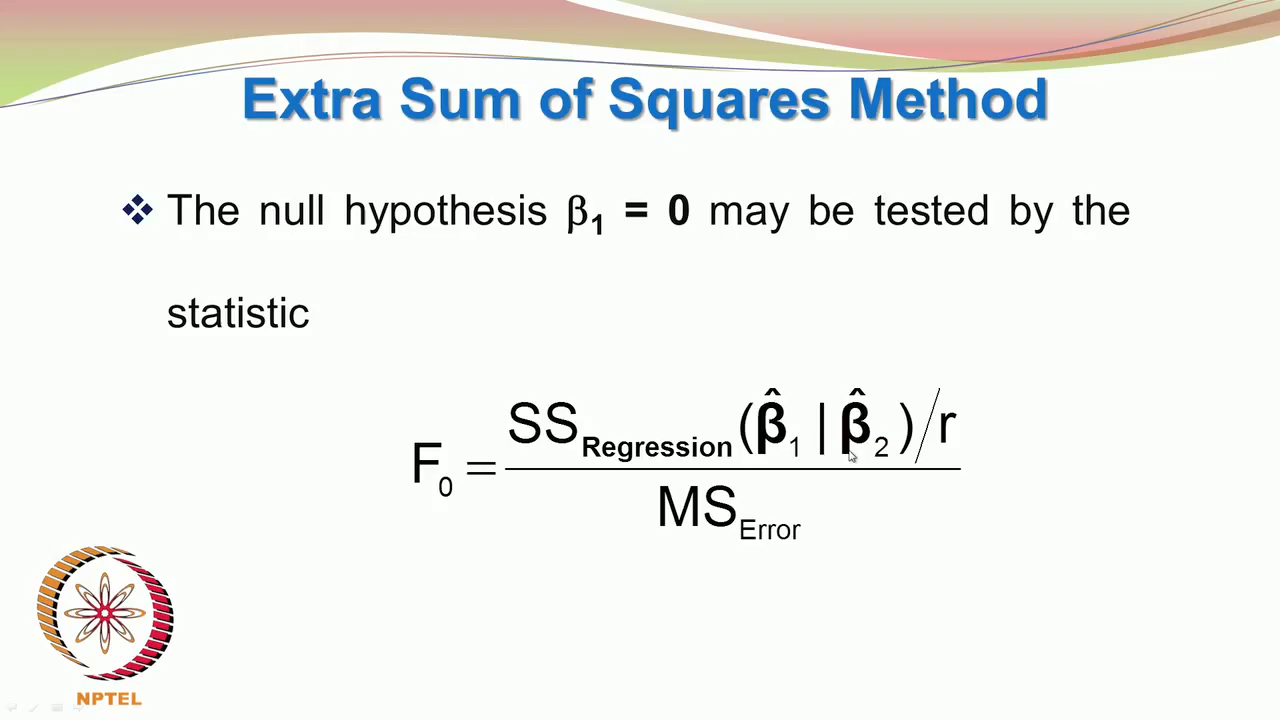 Extra Sum of Squares Method
❖ The null hypothesis β₁ = 0 may be tested by the
statistic
F₀ = SS_Regression (β̂₁ | β̂₂) / r
MS_Error
NPTEL